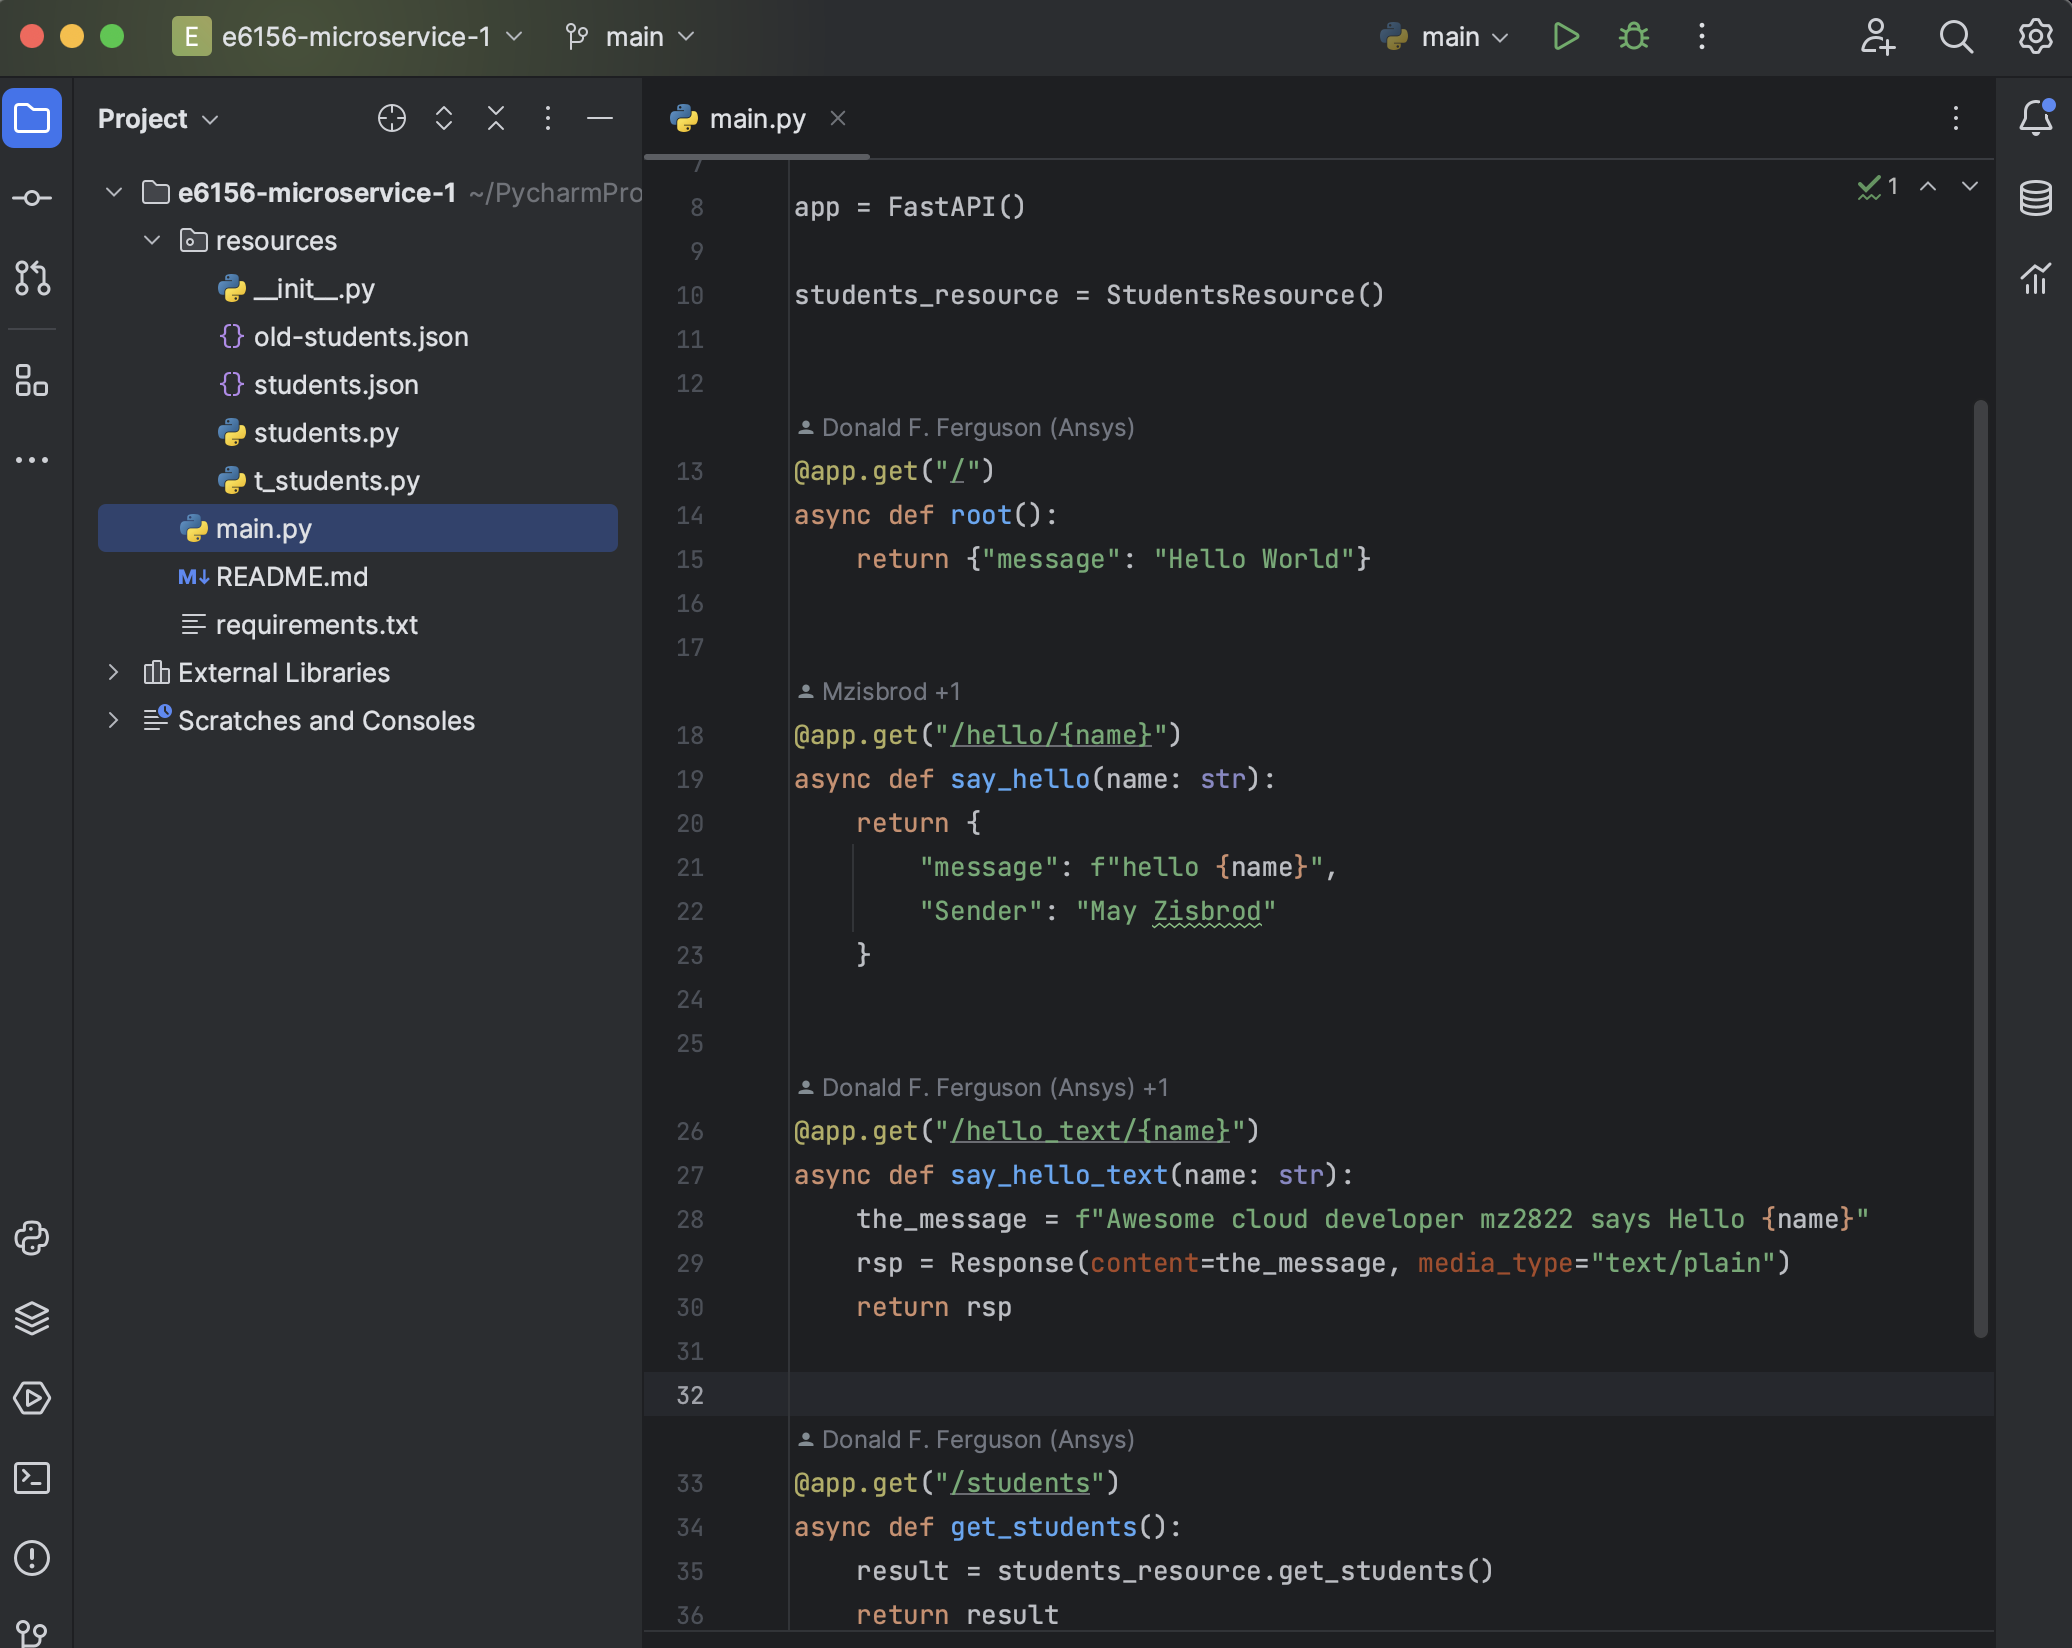 E e6156-microservice-1 main main
Project
main.py
e6156-microservice-1 ~/PycharmPro
resources
__init__.py
old-students.json
students.json
students.py
t_students.py
main.py
M↓ README.md
requirements.txt
External Libraries
Scratches and Consoles
1
7
8 app = FastAPI()
9
10 students_resource = StudentsResource()
11
12
Donald F. Ferguson (Ansys)
13 @app.get("/")
14 async def root():
15 return {"message": "Hello World"}
16
17
Mzisbrod +1
18 @app.get("/hello/{name}")
19 async def say_hello(name: str):
20 return {
21 "message": f"hello {name}",
22 "Sender": "May Zisbrod"
23 }
24
25
Donald F. Ferguson (Ansys) +1
26 @app.get("/hello_text/{name}")
27 async def say_hello_text(name: str):
28 the_message = f"Awesome cloud developer mz2822 says Hello {name}"
29 rsp = Response(content=the_message, media_type="text/plain")
30 return rsp
31
32
Donald F. Ferguson (Ansys)
33 @app.get("/students")
34 async def get_students():
35 result = students_resource.get_students()
36 return result